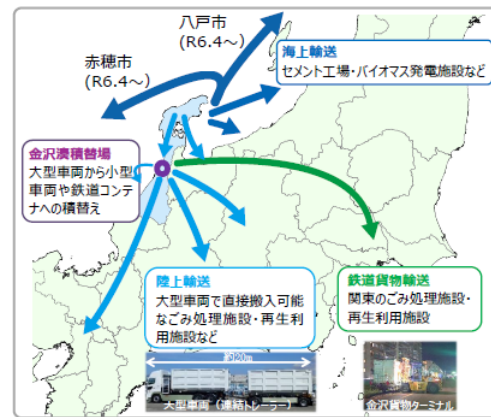 八戸市
(R6.4～)
赤穂市
(R6.4～)
海上輸送
セメント工場・バイオマス発電施設など
金沢湊積替場
大型車両から小型
車両や鉄道コンテ
ナへの積替え
陸上輸送
大型車両で直接搬入可能
なごみ処理施設・再生利
用施設など
鉄道貨物輸送
関東のごみ処理施設・
再生利用施設
約20m
大型車両（連結トレーラー）
金沢貨物ターミナル